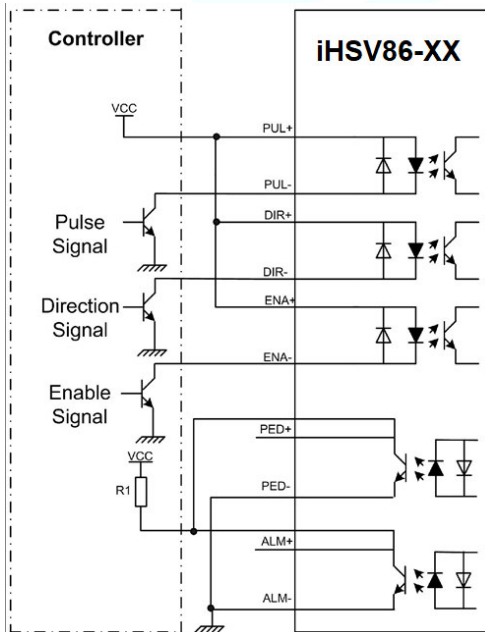 Controller
iHSV86-XX
VCC
PUL+
PUL-
Pulse
Signal
DIR+
DIR-
Direction
Signal
ENA+
ENA-
Enable
Signal
PED+
VCC
R1
PED-
ALM+
ALM-